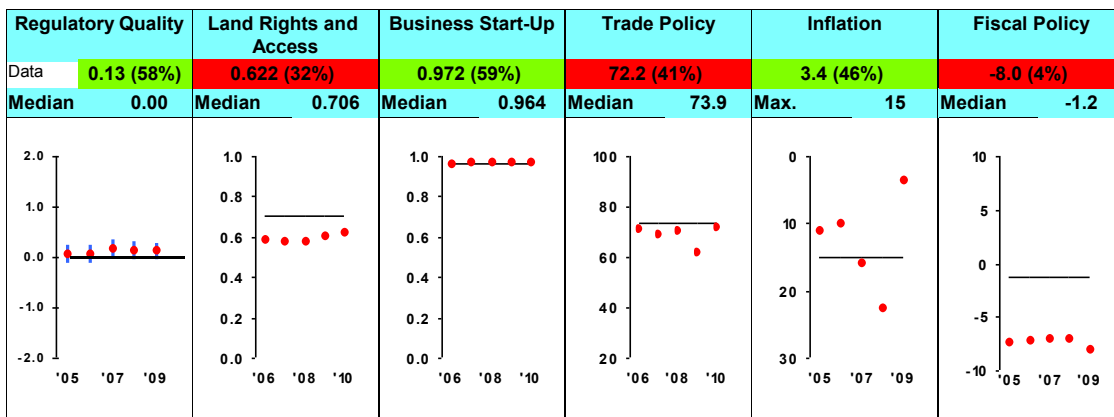 Regulatory Quality
Data 0.13 (58%)
Median 0.00
2.0
1.0
0.0
-1.0
-2.0
'05 '07 '09
Land Rights and
Access
0.622 (32%)
Median 0.706
1.0
0.8
0.6
0.4
0.2
0.0
'06 '08 '10
Business Start-Up
0.972 (59%)
Median 0.964
1.0
0.8
0.6
0.4
0.2
0.0
'06 '08 '10
Trade Policy
72.2 (41%)
Median 73.9
100
80
60
40
20
'06 '08 '10
Inflation
3.4 (46%)
Max. 15
0
10
20
30
'05 '07 '09
Fiscal Policy
-8.0 (4%)
Median -1.2
10
5
0
-5
-10
'05 '07 '09